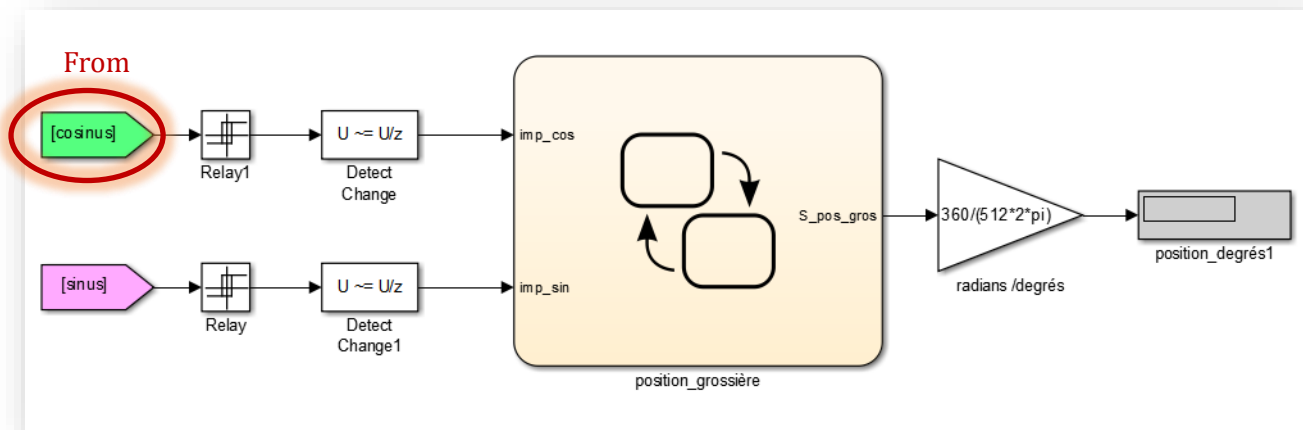 From
[cosinus]
Relay1
U ~= U/z
Detect
Change
imp_cos
S_pos_gros
360/(512*2*pi)
radians /degrés
position_degrés1
[sinus]
Relay
U ~= U/z
Detect
Change1
imp_sin
position_grossière